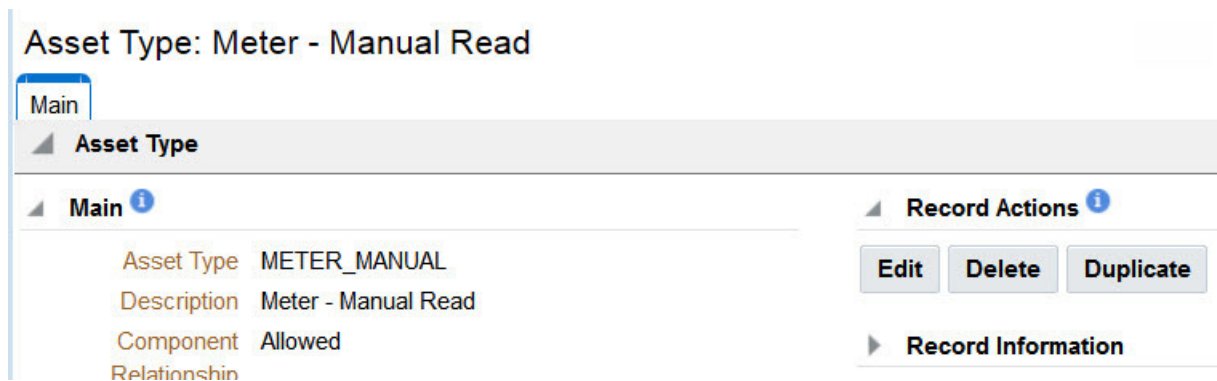 Asset Type: Meter - Manual Read
Main
Asset Type
Main
Asset Type METER_MANUAL
Description Meter - Manual Read
Component Allowed
Relationship
Record Actions
Edit Delete Duplicate
Record Information